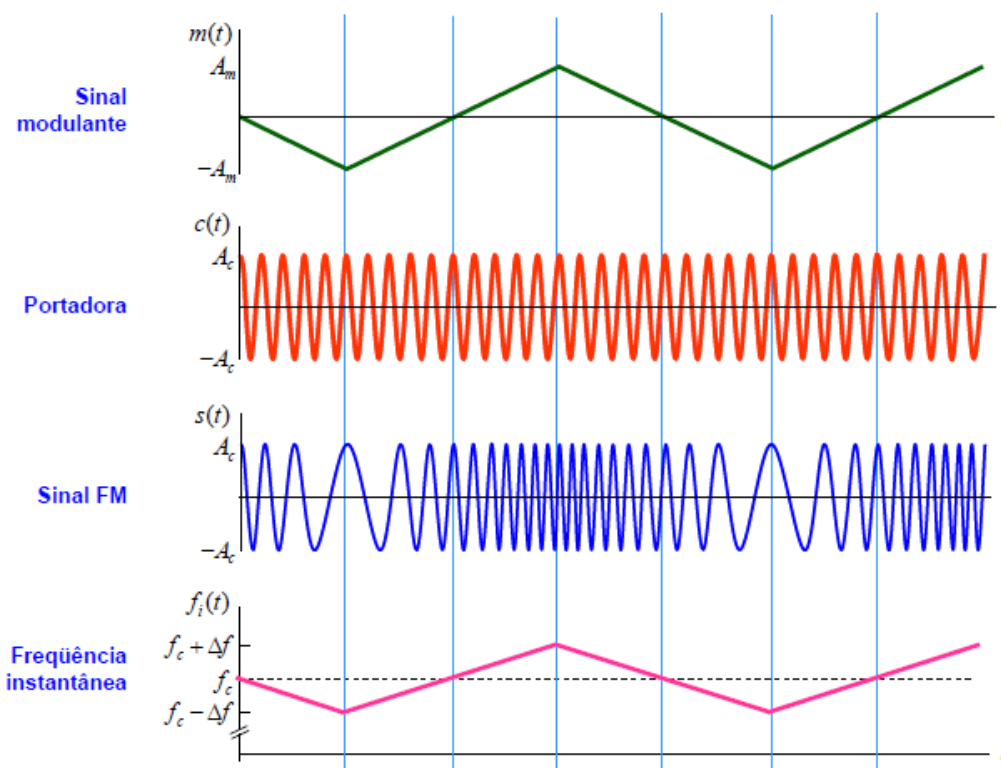 m(t)
A_m
Sinal
modulante
−A_m
c(t)
A_c
Portadora
−A_c
s(t)
A_c
Sinal FM
−A_c
f_i(t)
f_c + Δf
Freqüência
instantânea
f_c
f_c − Δf